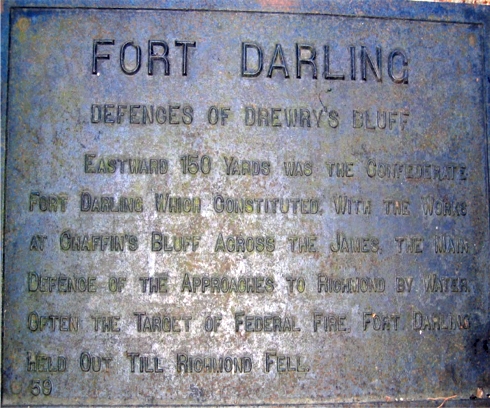 FORT DARLING
DEFENCES OF DREWRY'S BLUFF
EASTWARD 150 YARDS WAS THE CONFEDERATE
FORT DARLING WHICH CONSTITUTED, WITH THE WORKS
AT CHAFFIN'S BLUFF ACROSS THE JAMES, THE MAIN
DEFENCE OF THE APPROACHES TO RICHMOND BY WATER.
OFTEN THE TARGET OF FEDERAL FIRE, FORT DARLING
HELD OUT TILL RICHMOND FELL.